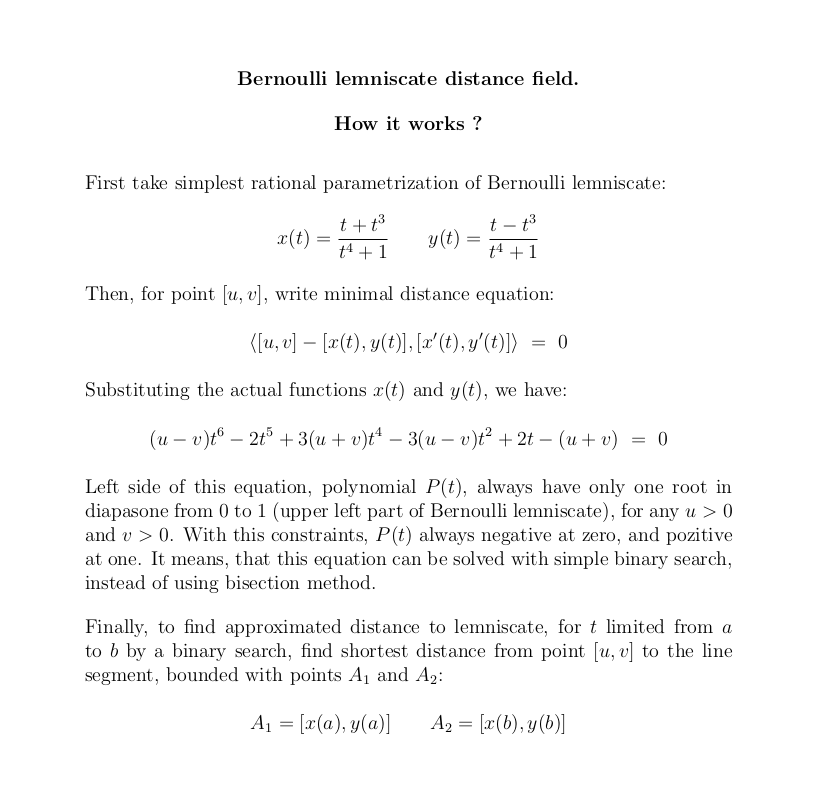 Bernoulli lemniscate distance field.
How it works ?
First take simplest rational parametrization of Bernoulli lemniscate:
x(t) = \frac{t + t^3}{t^4 + 1} y(t) = \frac{t − t^3}{t^4 + 1}
Then, for point [u, v], write minimal distance equation:
⟨[u, v] − [x(t), y(t)], [x′(t), y′(t)]⟩ = 0
Substituting the actual functions x(t) and y(t), we have:
(u − v)t^6 − 2t^5 + 3(u + v)t^4 − 3(u − v)t^2 + 2t − (u + v) = 0
Left side of this equation, polynomial P(t), always have only one root in
diapasone from 0 to 1 (upper left part of Bernoulli lemniscate), for any u > 0
and v > 0. With this constraints, P(t) always negative at zero, and pozitive
at one. It means, that this equation can be solved with simple binary search,
instead of using bisection method.
Finally, to find approximated distance to lemniscate, for t limited from a
to b by a binary search, find shortest distance from point [u, v] to the line
segment, bounded with points A_1 and A_2:
A_1 = [x(a), y(a)] A_2 = [x(b), y(b)]